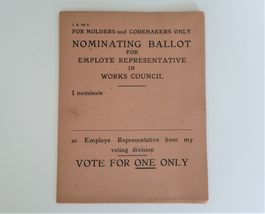 FOR MOLDERS and COREMAKERS ONLY
NOMINATING BALLOT
FOR
EMPLOYE REPRESENTATIVE
IN
WORKS COUNCIL
I nominate
as Employe Representative from my
voting division
VOTE FOR ONE ONLY